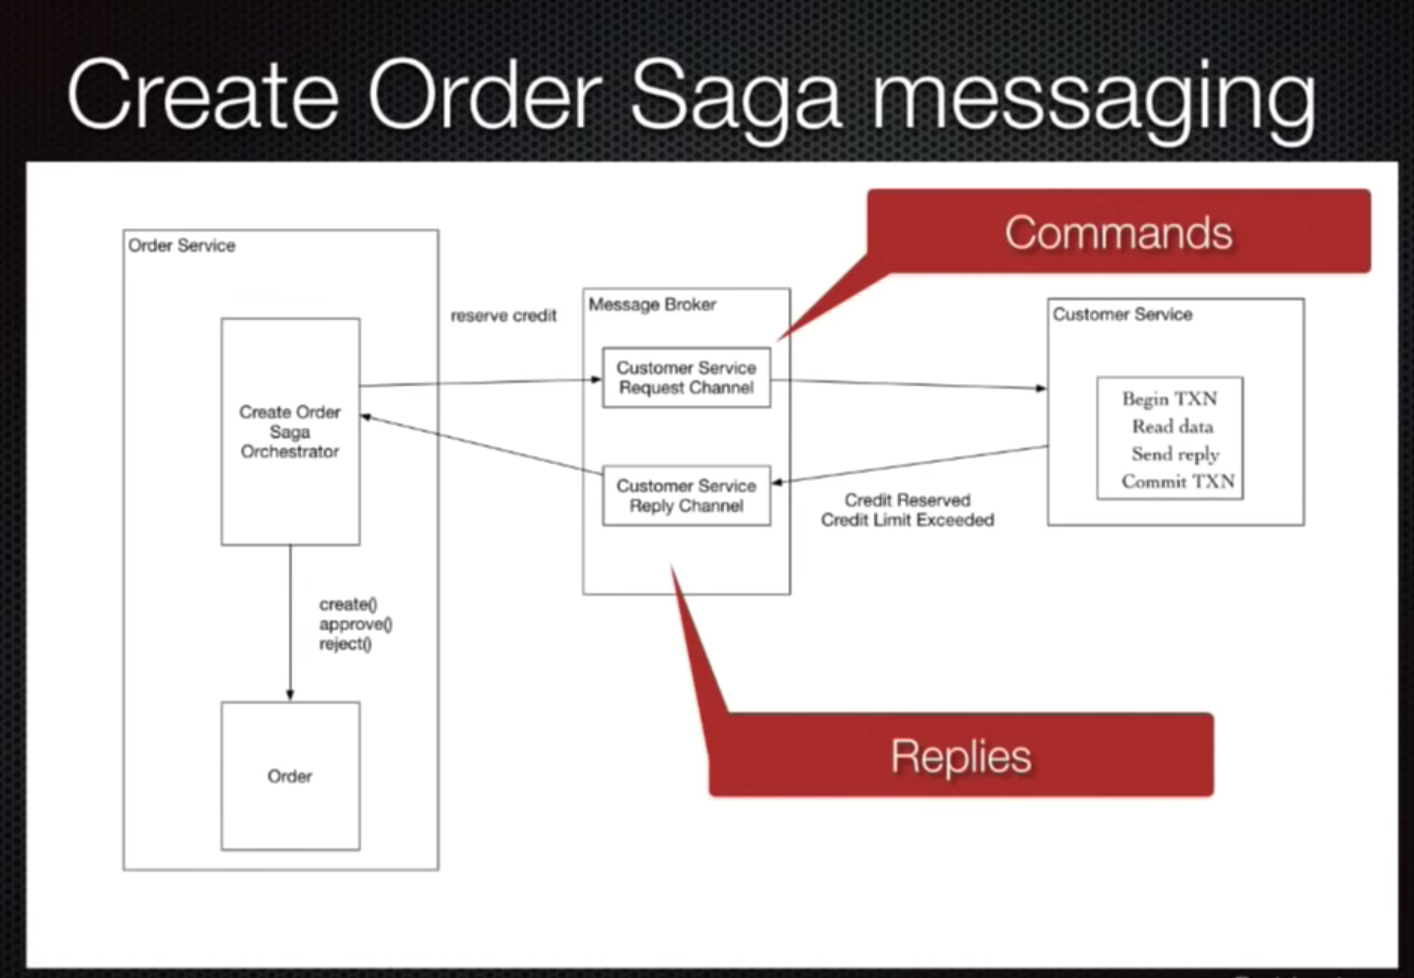 Create Order Saga messaging
Commands
Order Service
reserve credit
Message Broker
Customer Service
Customer Service
Request Channel
Begin TXN
Read data
Send reply
Commit TXN
Create Order
Saga
Orchestrator
Customer Service
Reply Channel
Credit Reserved
Credit Limit Exceeded
create()
approve()
reject()
Replies
Order